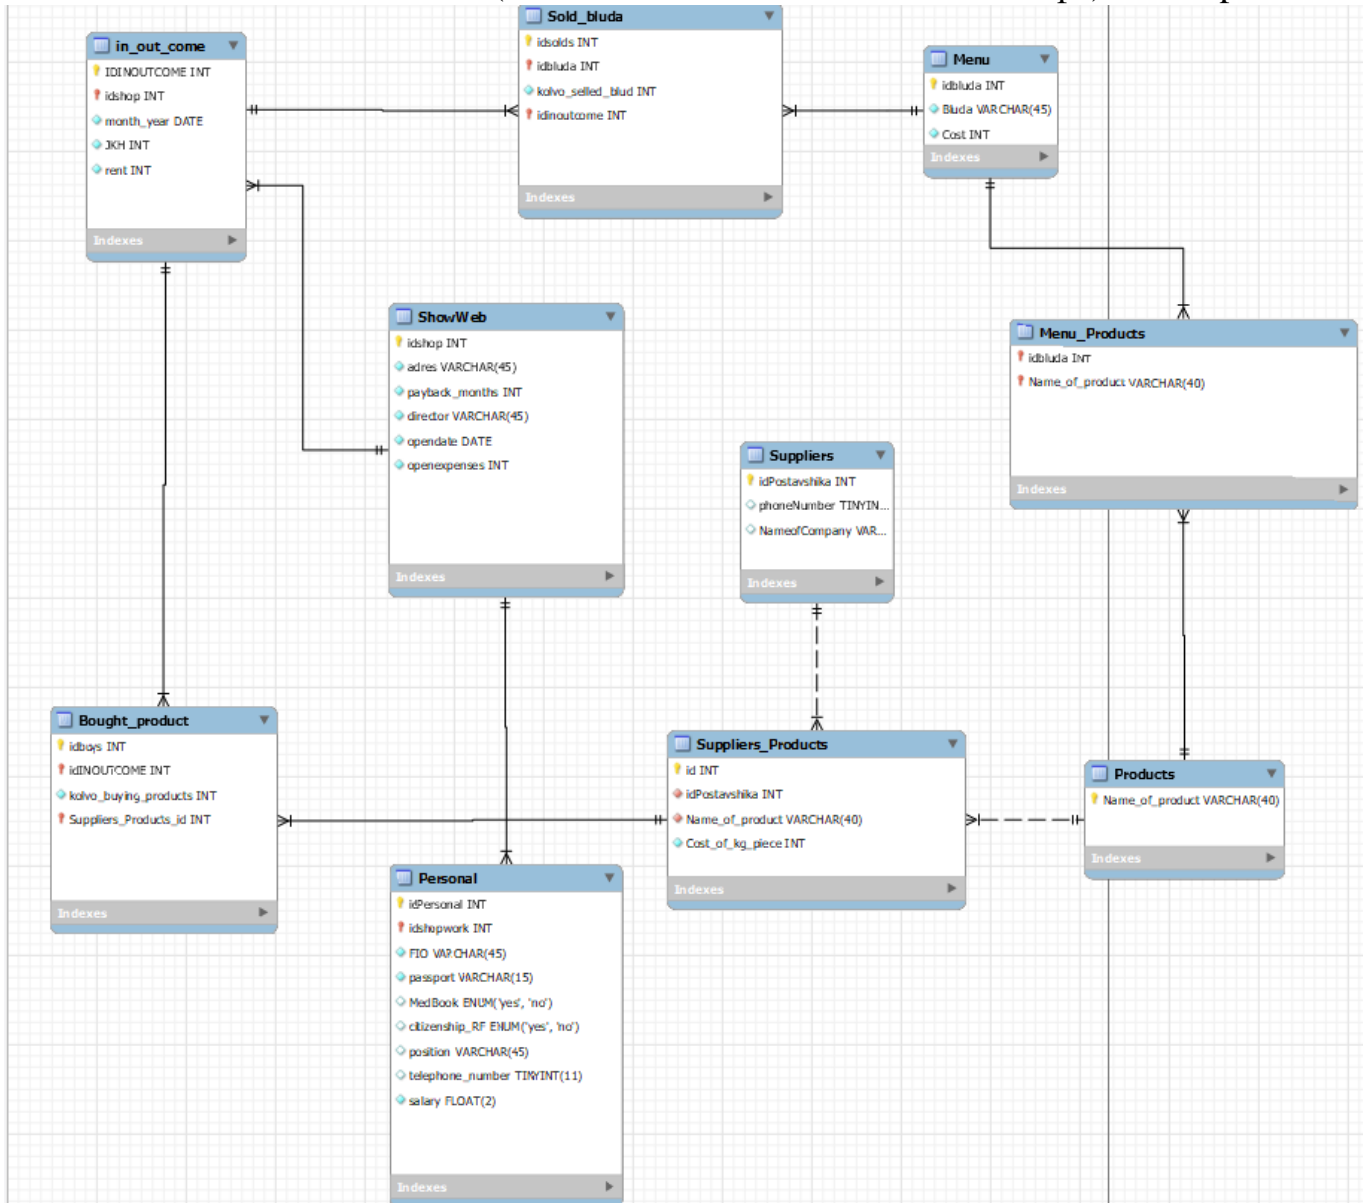 in_out_come
IDINOUTCOME INT
idshop INT
month_year DATE
JKH INT
rent INT
Indexes
Sold_bluda
idsolds INT
idbluda INT
kolvo_selled_blud INT
idinoutcome INT
Indexes
Menu
idbluda INT
Bluda VARCHAR(45)
Cost INT
Indexes
ShowWeb
idshop INT
adres VARCHAR(45)
payback_months INT
director VARCHAR(45)
opendate DATE
openexpenses INT
Indexes
Menu_Products
idbluda INT
Name_of_product VARCHAR(40)
Indexes
Suppliers
idPostavshika INT
phoneNumber TINYIN...
NameofCompany VAR...
Indexes
Bought_product
idbuys INT
idINOUTCOME INT
kolvo_buying_products INT
Suppliers_Products_id INT
Indexes
Suppliers_Products
id INT
idPostavshika INT
Name_of_product VARCHAR(40)
Cost_of_kg_piece INT
Indexes
Products
Name_of_product VARCHAR(40)
Indexes
Personal
idPersonal INT
idshopwork INT
FIO VARCHAR(45)
passport VARCHAR(15)
MedBook ENUM('yes', 'no')
citizenship_RF ENUM('yes', 'no')
position VARCHAR(45)
telephone_number TINYINT(11)
salary FLOAT(2)
Indexes